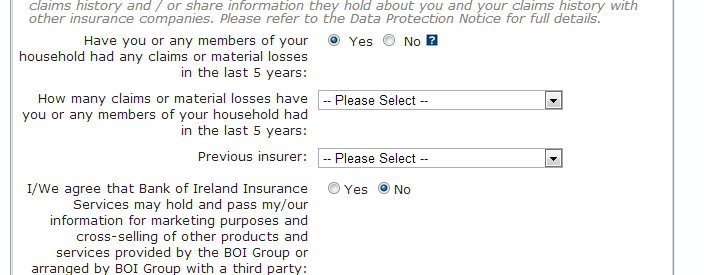 claims history and / or share information they hold about you and your claims history with
other insurance companies. Please refer to the Data Protection Notice for full details.
Have you or any members of your
household had any claims or material losses
in the last 5 years:
Yes No ?
How many claims or material losses have
you or any members of your household had
in the last 5 years:
-- Please Select --
Previous insurer:
-- Please Select --
I/We agree that Bank of Ireland Insurance
Services may hold and pass my/our
information for marketing purposes and
cross-selling of other products and
services provided by the BOI Group or
arranged by BOI Group with a third party:
Yes No